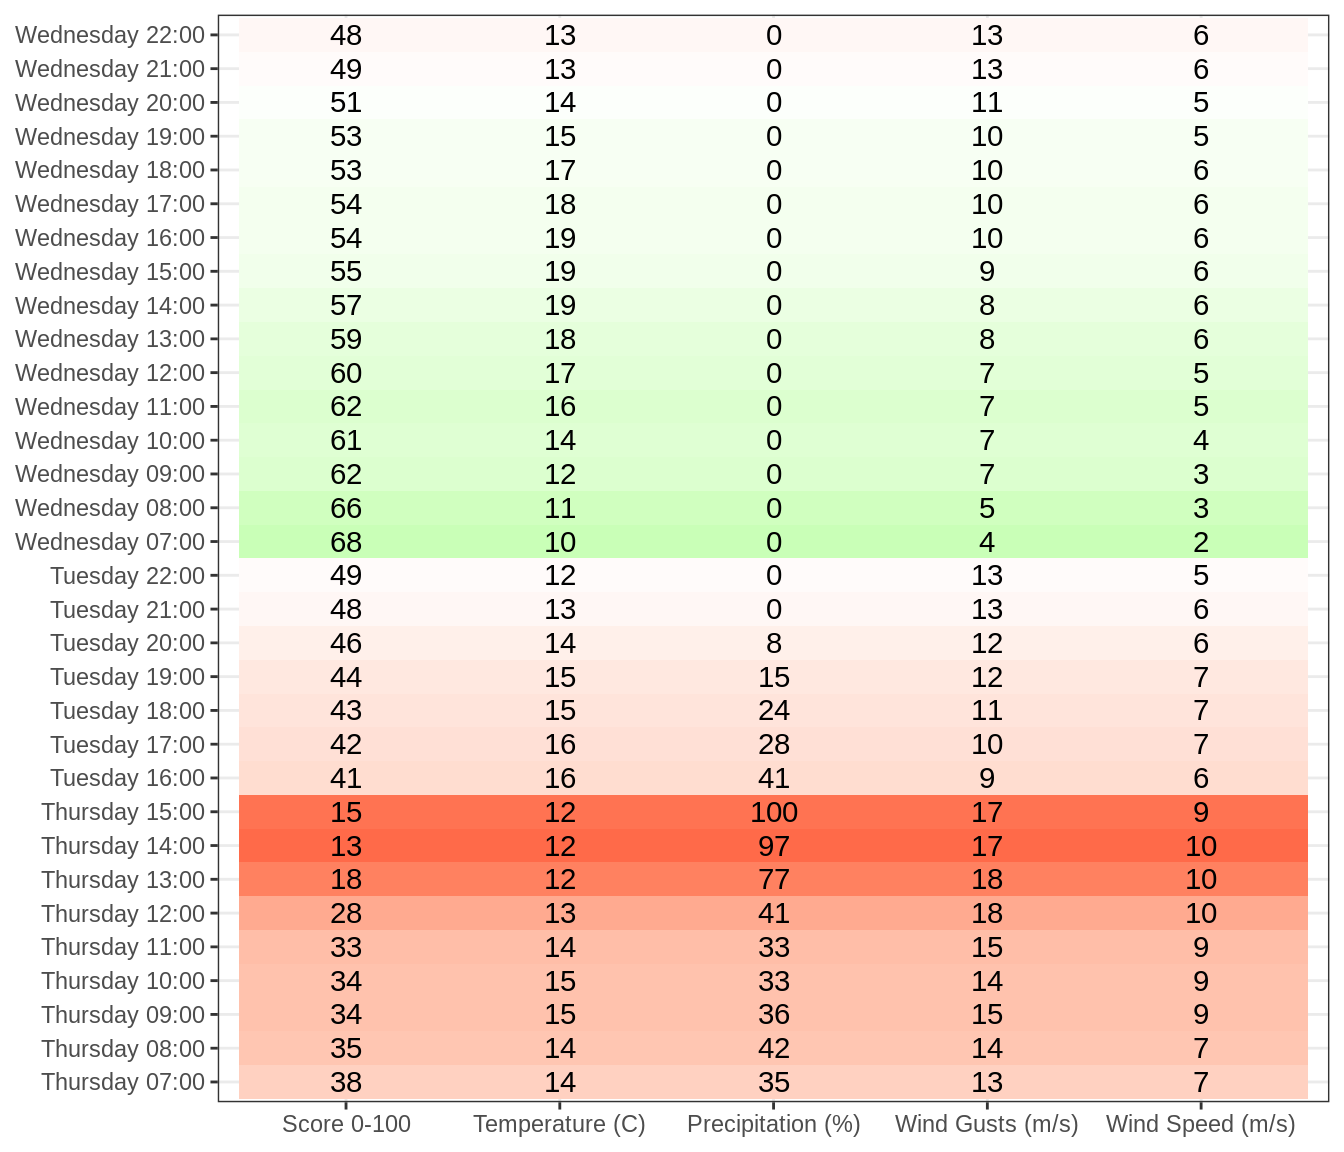 Wednesday 22:00 48 13 0 13 6
Wednesday 21:00 49 13 0 13 6
Wednesday 20:00 51 14 0 11 5
Wednesday 19:00 53 15 0 10 5
Wednesday 18:00 53 17 0 10 6
Wednesday 17:00 54 18 0 10 6
Wednesday 16:00 54 19 0 10 6
Wednesday 15:00 55 19 0 9 6
Wednesday 14:00 57 19 0 8 6
Wednesday 13:00 59 18 0 8 6
Wednesday 12:00 60 17 0 7 5
Wednesday 11:00 62 16 0 7 5
Wednesday 10:00 61 14 0 7 4
Wednesday 09:00 62 12 0 7 3
Wednesday 08:00 66 11 0 5 3
Wednesday 07:00 68 10 0 4 2
Tuesday 22:00 49 12 0 13 5
Tuesday 21:00 48 13 0 13 6
Tuesday 20:00 46 14 8 12 6
Tuesday 19:00 44 15 15 12 7
Tuesday 18:00 43 15 24 11 7
Tuesday 17:00 42 16 28 10 7
Tuesday 16:00 41 16 41 9 6
Thursday 15:00 15 12 100 17 9
Thursday 14:00 13 12 97 17 10
Thursday 13:00 18 12 77 18 10
Thursday 12:00 28 13 41 18 10
Thursday 11:00 33 14 33 15 9
Thursday 10:00 34 15 33 14 9
Thursday 09:00 34 15 36 15 9
Thursday 08:00 35 14 42 14 7
Thursday 07:00 38 14 35 13 7
Score 0-100 Temperature (C) Precipitation (%) Wind Gusts (m/s) Wind Speed (m/s)